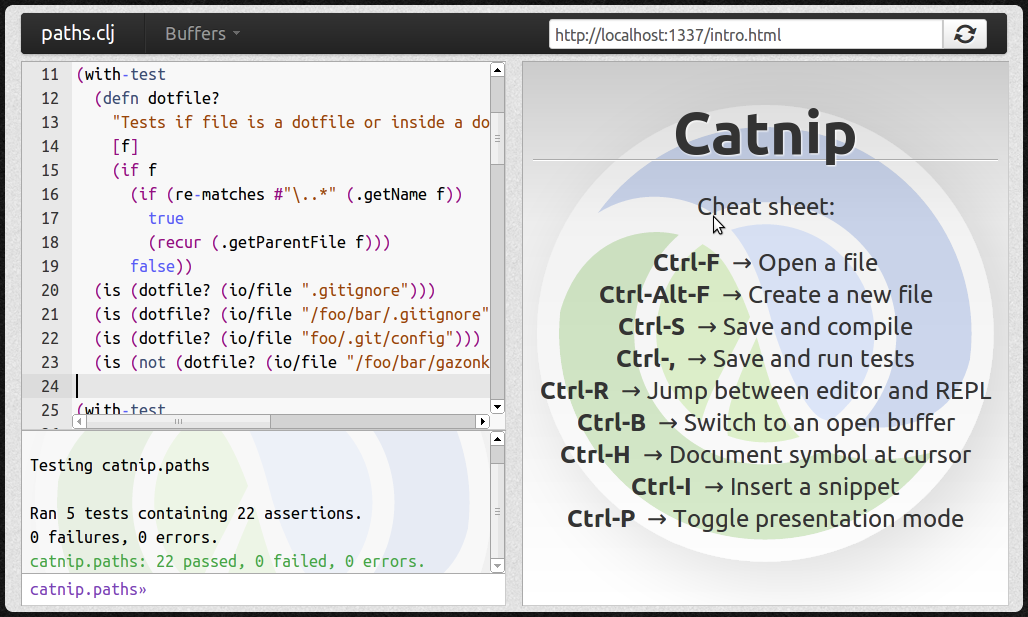 paths.clj Buffers http://localhost:1337/intro.html
11 (with-test
12 (defn dotfile?
13 "Tests if file is a dotfile or inside a do
14 [f]
15 (if f
16 (if (re-matches #"\..*" (.getName f))
17 true
18 (recur (.getParentFile f)))
19 false))
20 (is (dotfile? (io/file ".gitignore")))
21 (is (dotfile? (io/file "/foo/bar/.gitignore"
22 (is (dotfile? (io/file "foo/.git/config")))
23 (is (not (dotfile? (io/file "/foo/bar/gazonk
24
25 (with-test
Testing catnip.paths
Ran 5 tests containing 22 assertions.
0 failures, 0 errors.
catnip.paths: 22 passed, 0 failed, 0 errors.
catnip.paths»
Catnip
Cheat sheet:
Ctrl-F → Open a file
Ctrl-Alt-F → Create a new file
Ctrl-S → Save and compile
Ctrl-, → Save and run tests
Ctrl-R → Jump between editor and REPL
Ctrl-B → Switch to an open buffer
Ctrl-H → Document symbol at cursor
Ctrl-I → Insert a snippet
Ctrl-P → Toggle presentation mode